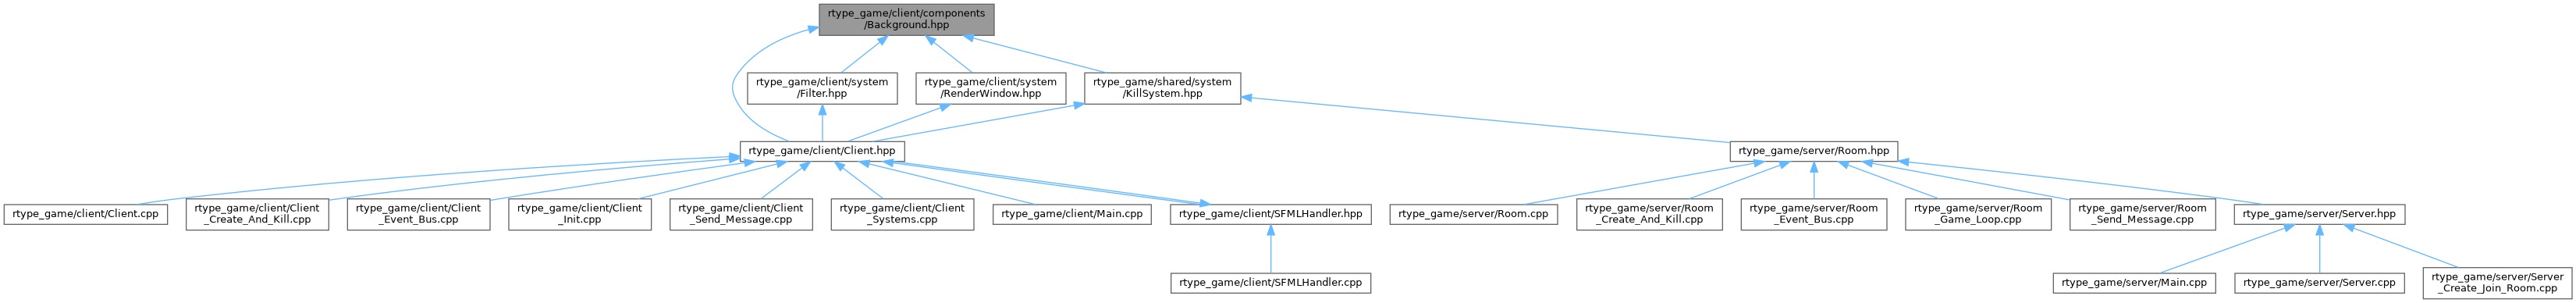 rtype_game/client/components
/Background.hpp
rtype_game/client/system
/Filter.hpp
rtype_game/client/system
/RenderWindow.hpp
rtype_game/shared/system
/KillSystem.hpp
rtype_game/client/Client.hpp
rtype_game/server/Room.hpp
rtype_game/client/Client.cpp
rtype_game/client/Client
_Create_And_Kill.cpp
rtype_game/client/Client
_Event_Bus.cpp
rtype_game/client/Client
_Init.cpp
rtype_game/client/Client
_Send_Message.cpp
rtype_game/client/Client
_Systems.cpp
rtype_game/client/Main.cpp
rtype_game/client/SFMLHandler.hpp
rtype_game/server/Room.cpp
rtype_game/server/Room
_Create_And_Kill.cpp
rtype_game/server/Room
_Event_Bus.cpp
rtype_game/server/Room
_Game_Loop.cpp
rtype_game/server/Room
_Send_Message.cpp
rtype_game/server/Server.hpp
rtype_game/client/SFMLHandler.cpp
rtype_game/server/Main.cpp
rtype_game/server/Server.cpp
rtype_game/server/Server
_Create_Join_Room.cpp